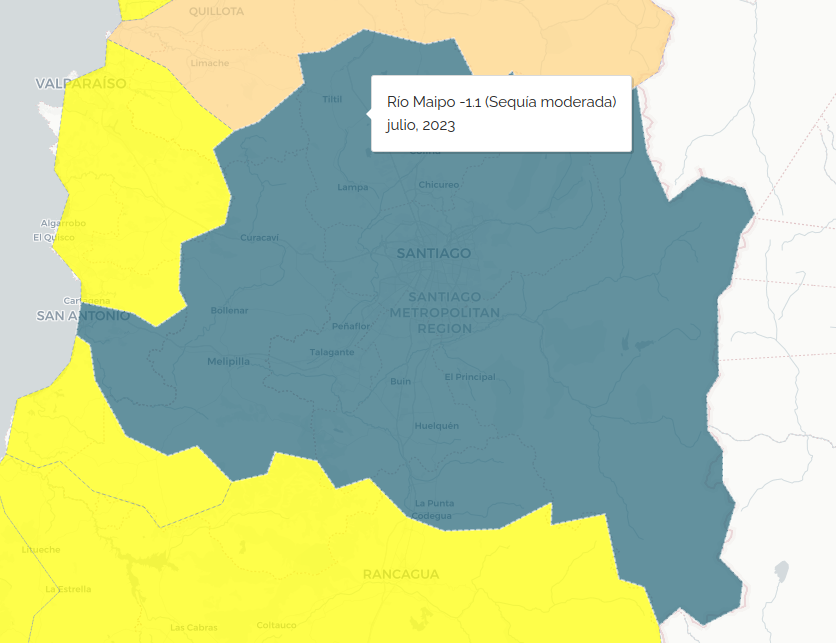 QUILLOTA
Limache
VALPARAÍSO
Tiltil
Río Maipo -1.1 (Sequía moderada)
julio, 2023
Lampa
Chicureo
Algarrobo
El Quisco
Curacaví
SANTIAGO
Cartagena
SANTIAGO
METROPOLITAN
REGION
SAN ANTONIO
Bollenar
Peñaflor
Talagante
Melipilla
Buin
El Principal
Huelquén
La Punta
Codegua
Litueche
RANCAGUA
La Estrella
Las Cabras
Coltauco